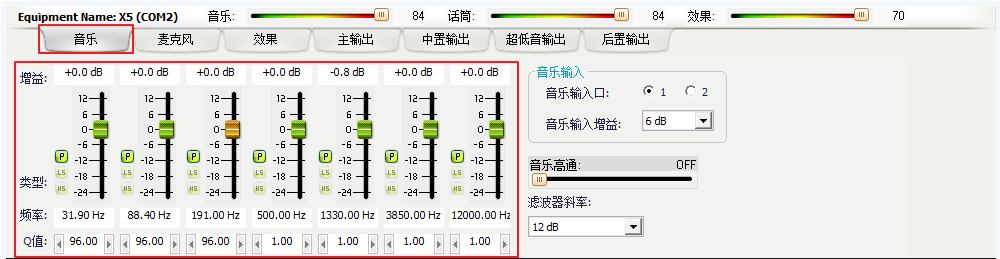 Equipment Name: X5 (COM2) 音乐: 84 话筒: 84 效果: 70
音乐 麦克风 效果 主输出 中置输出 超低音输出 后置输出
增益: +0.0 dB +0.0 dB +0.0 dB +0.0 dB -0.8 dB +0.0 dB +0.0 dB
12 12 12 12 12 12 12
6 6 6 6 6 6 6
0 0 0 0 0 0 0
-6 -6 -6 -6 -6 -6 -6
P -12 P -12 P -12 P -12 P -12 P -12 P -12
LS -18 LS -18 LS -18 LS -18 LS -18 LS -18 LS -18
类型: HS -24 HS -24 HS -24 HS -24 HS -24 HS -24 HS -24
频率: 31.90 Hz 88.40 Hz 191.00 Hz 500.00 Hz 1330.00 Hz 3850.00 Hz 12000.00 Hz
Q值: 96.00 96.00 96.00 1.00 1.00 1.00 1.00
音乐输入
音乐输入口: 1 2
音乐输入增益: 6 dB
音乐高通: OFF
滤波器斜率:
12 dB